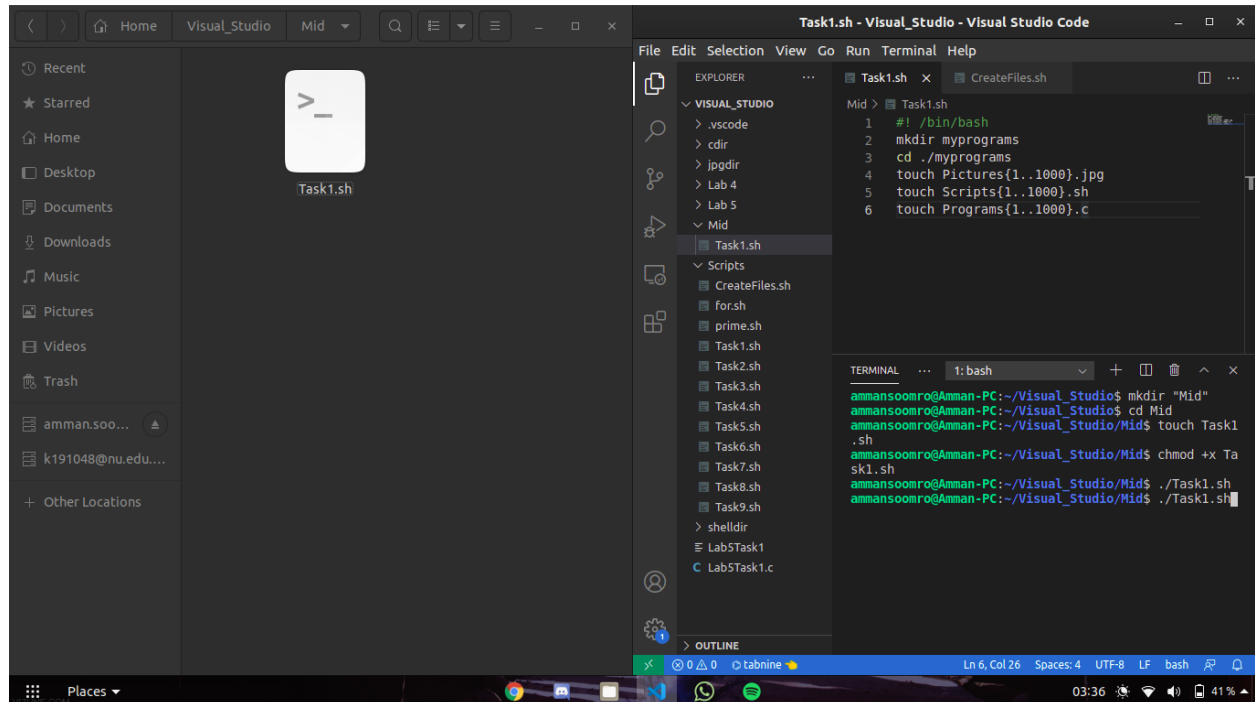 Home Visual_Studio Mid
Recent
Starred
Home
Desktop
Documents
Downloads
Music
Pictures
Videos
Trash
amman.soo...
k191048@nu.edu....
+ Other Locations
>_
Task1.sh
Task1.sh - Visual_Studio - Visual Studio Code
File Edit Selection View Go Run Terminal Help
EXPLORER ...
VISUAL_STUDIO
> .vscode
> cdir
> jpgdir
> Lab 4
> Lab 5
Mid
Task1.sh
Scripts
CreateFiles.sh
for.sh
prime.sh
Task1.sh
Task2.sh
Task3.sh
Task4.sh
Task5.sh
Task6.sh
Task7.sh
Task8.sh
Task9.sh
> shelldir
Lab5Task1
C Lab5Task1.c
> OUTLINE
Task1.sh CreateFiles.sh ...
Mid > Task1.sh
1 #! /bin/bash
2 mkdir myprograms
3 cd ./myprograms
4 touch Pictures{1..1000}.jpg
5 touch Scripts{1..1000}.sh
6 touch Programs{1..1000}.c
TERMINAL ... 1: bash
ammansoomro@Amman-PC:~/Visual_Studio$ mkdir "Mid"
ammansoomro@Amman-PC:~/Visual_Studio$ cd Mid
ammansoomro@Amman-PC:~/Visual_Studio/Mid$ touch Task1
.sh
ammansoomro@Amman-PC:~/Visual_Studio/Mid$ chmod +x Ta
sk1.sh
ammansoomro@Amman-PC:~/Visual_Studio/Mid$ ./Task1.sh
ammansoomro@Amman-PC:~/Visual_Studio/Mid$ ./Task1.sh
1
0 0 tabnine Ln 6, Col 26 Spaces: 4 UTF-8 LF bash
Places 03:36 41%